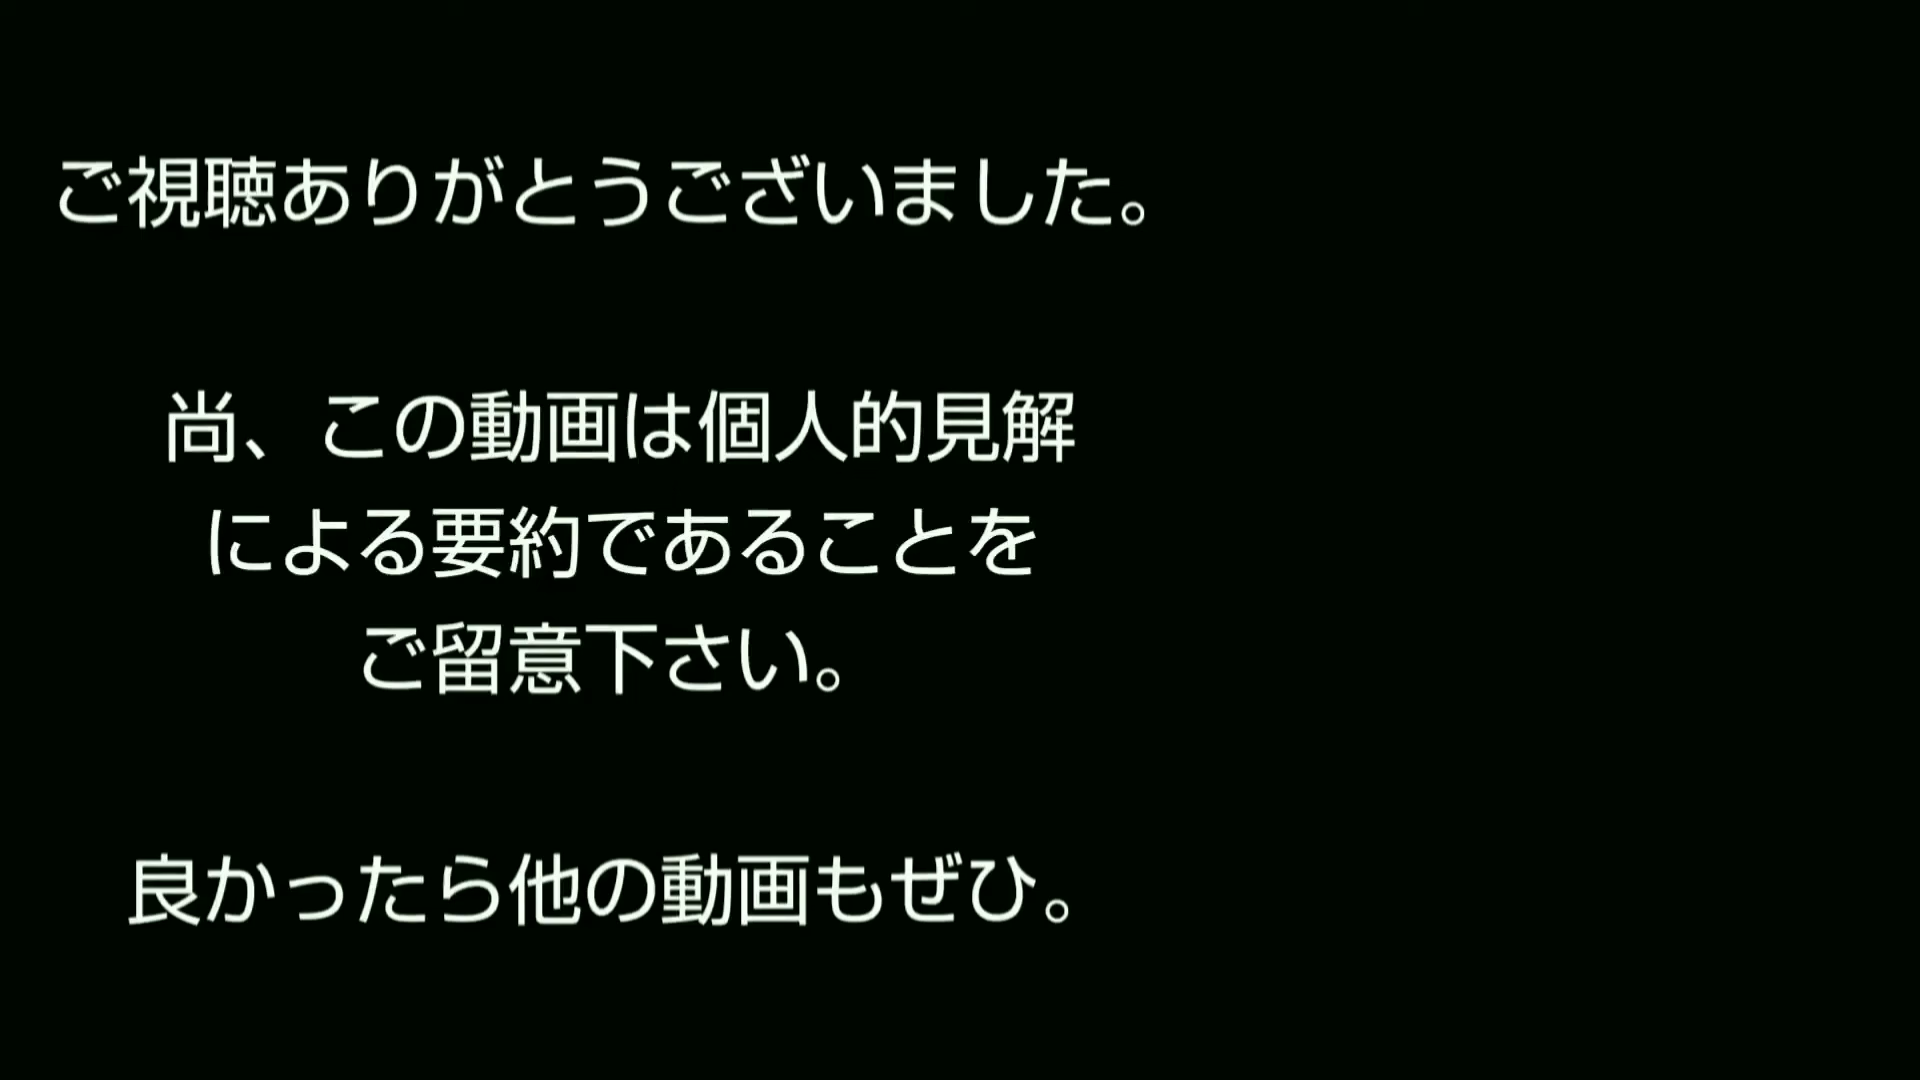 ご視聴ありがとうございました。
尚、この動画は個人的見解
による要約であることを
ご留意下さい。
良かったら他の動画もぜひ。